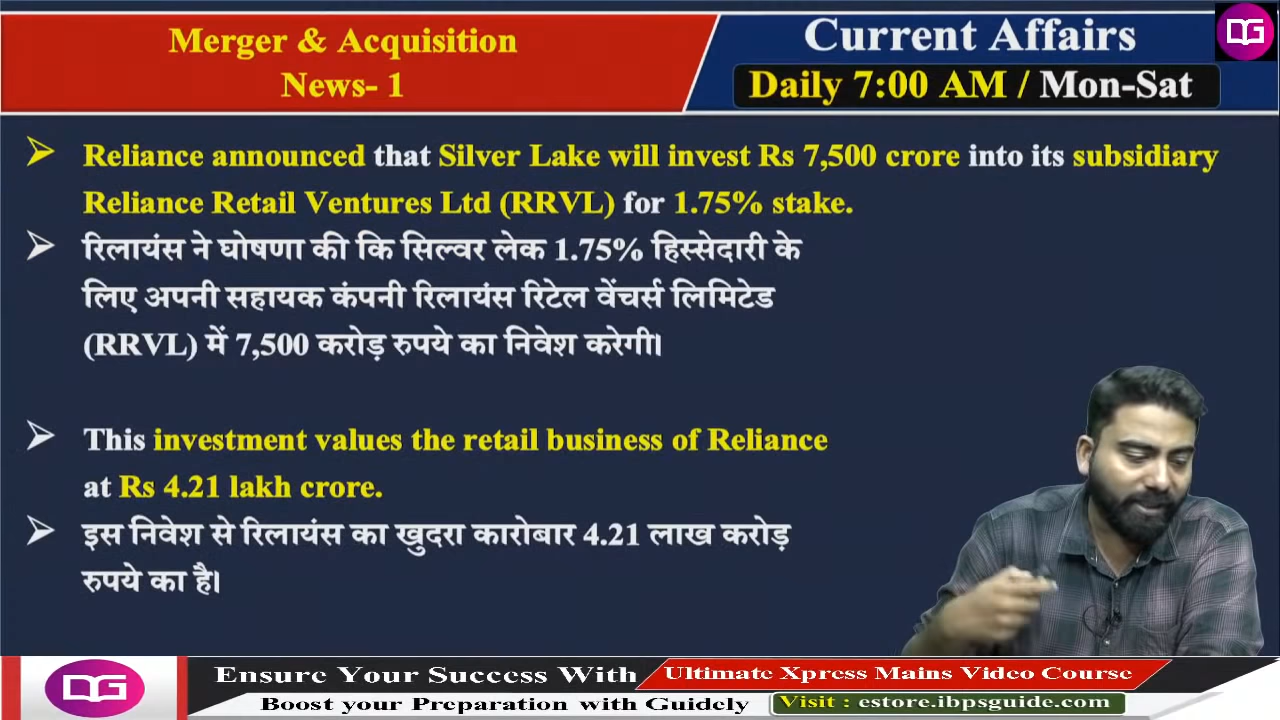 Merger & Acquisition
News- 1
Current Affairs
Daily 7:00 AM / Mon-Sat
Reliance announced that Silver Lake will invest Rs 7,500 crore into its subsidiary
Reliance Retail Ventures Ltd (RRVL) for 1.75% stake.
रिलायंस ने घोषणा की कि सिल्वर लेक 1.75% हिस्सेदारी के
लिए अपनी सहायक कंपनी रिलायंस रिटेल वेंचर्स लिमिटेड
(RRVL) में 7,500 करोड़ रुपये का निवेश करेगी।
This investment values the retail business of Reliance
at Rs 4.21 lakh crore.
इस निवेश से रिलायंस का खुदरा कारोबार 4.21 लाख करोड़
रुपये का है।
Ensure Your Success With Ultimate Xpress Mains Video Course
Boost your Preparation with Guidely Visit : estore.ibpsguide.com